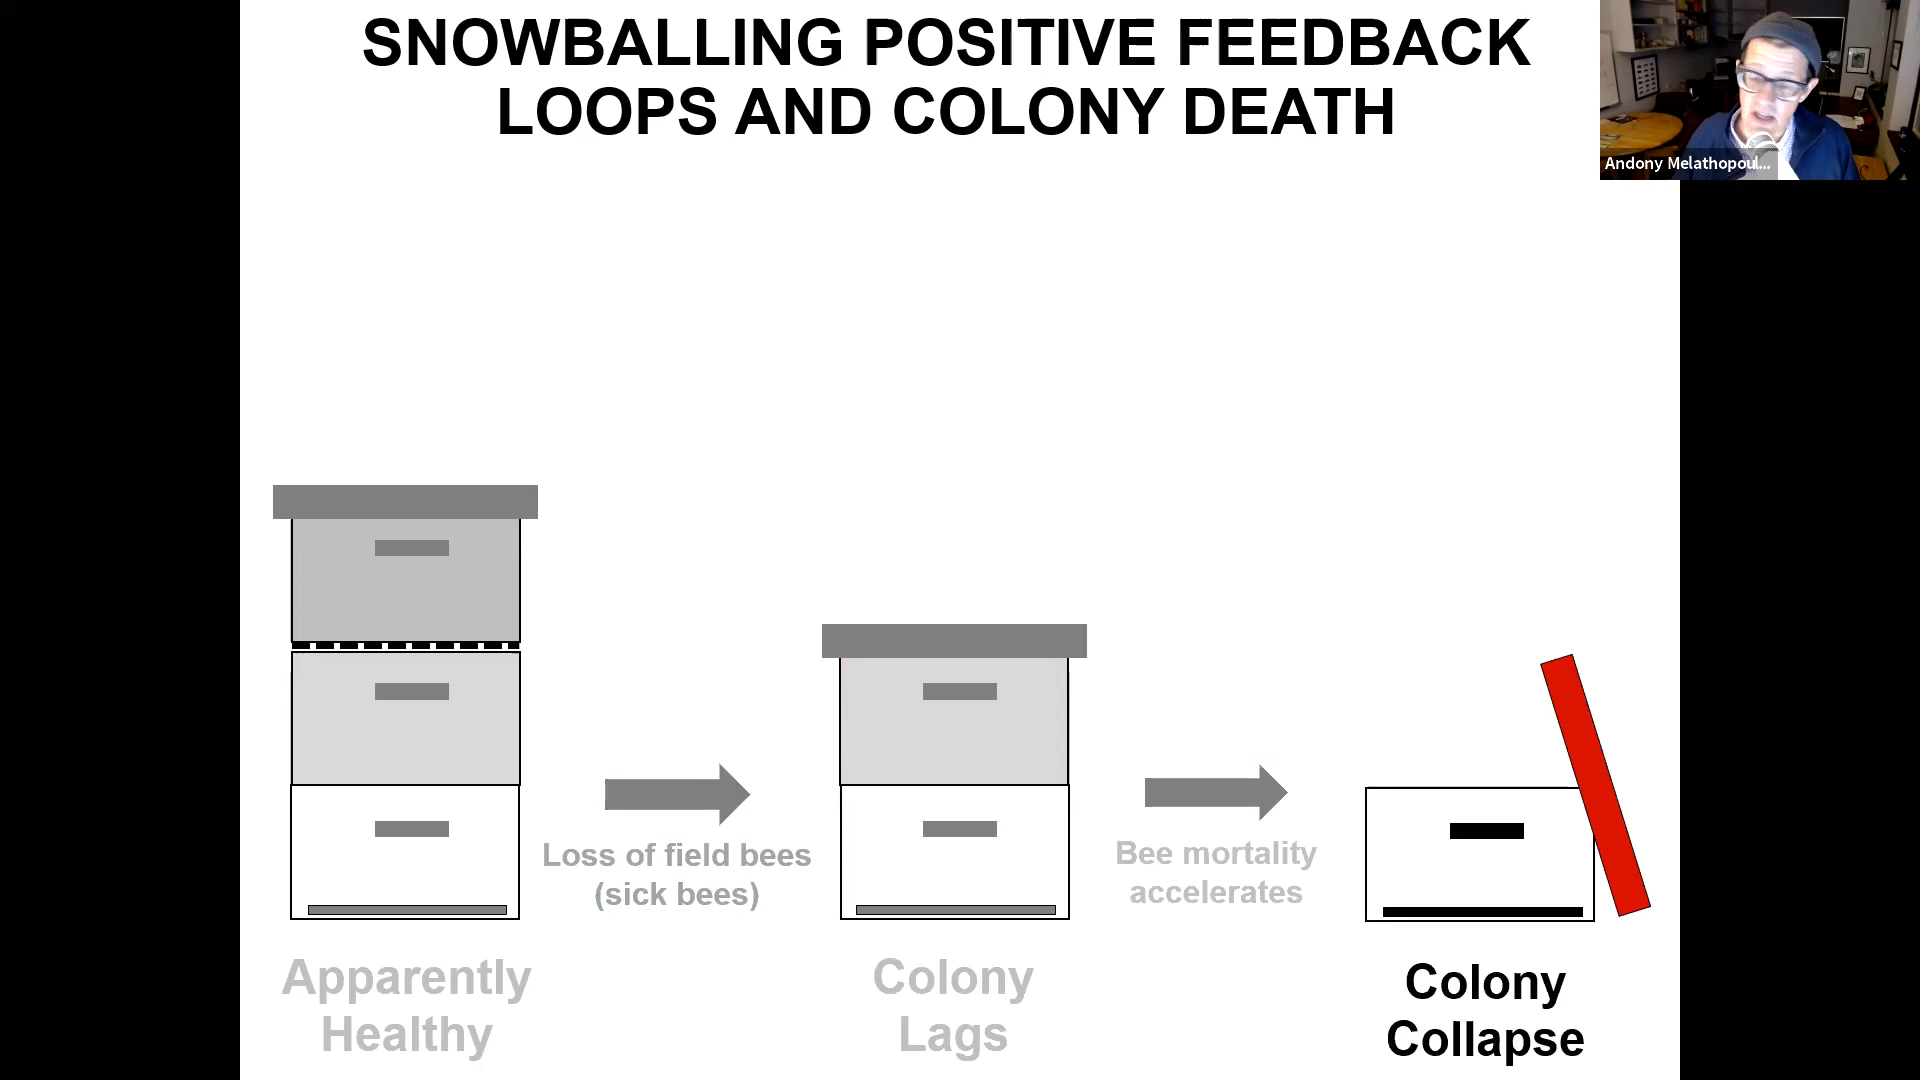 SNOWBALLING POSITIVE FEEDBACK
LOOPS AND COLONY DEATH
Andony Melathopoul...
Loss of field bees
(sick bees)
Bee mortality
accelerates
Apparently
Healthy
Colony
Lags
Colony
Collapse